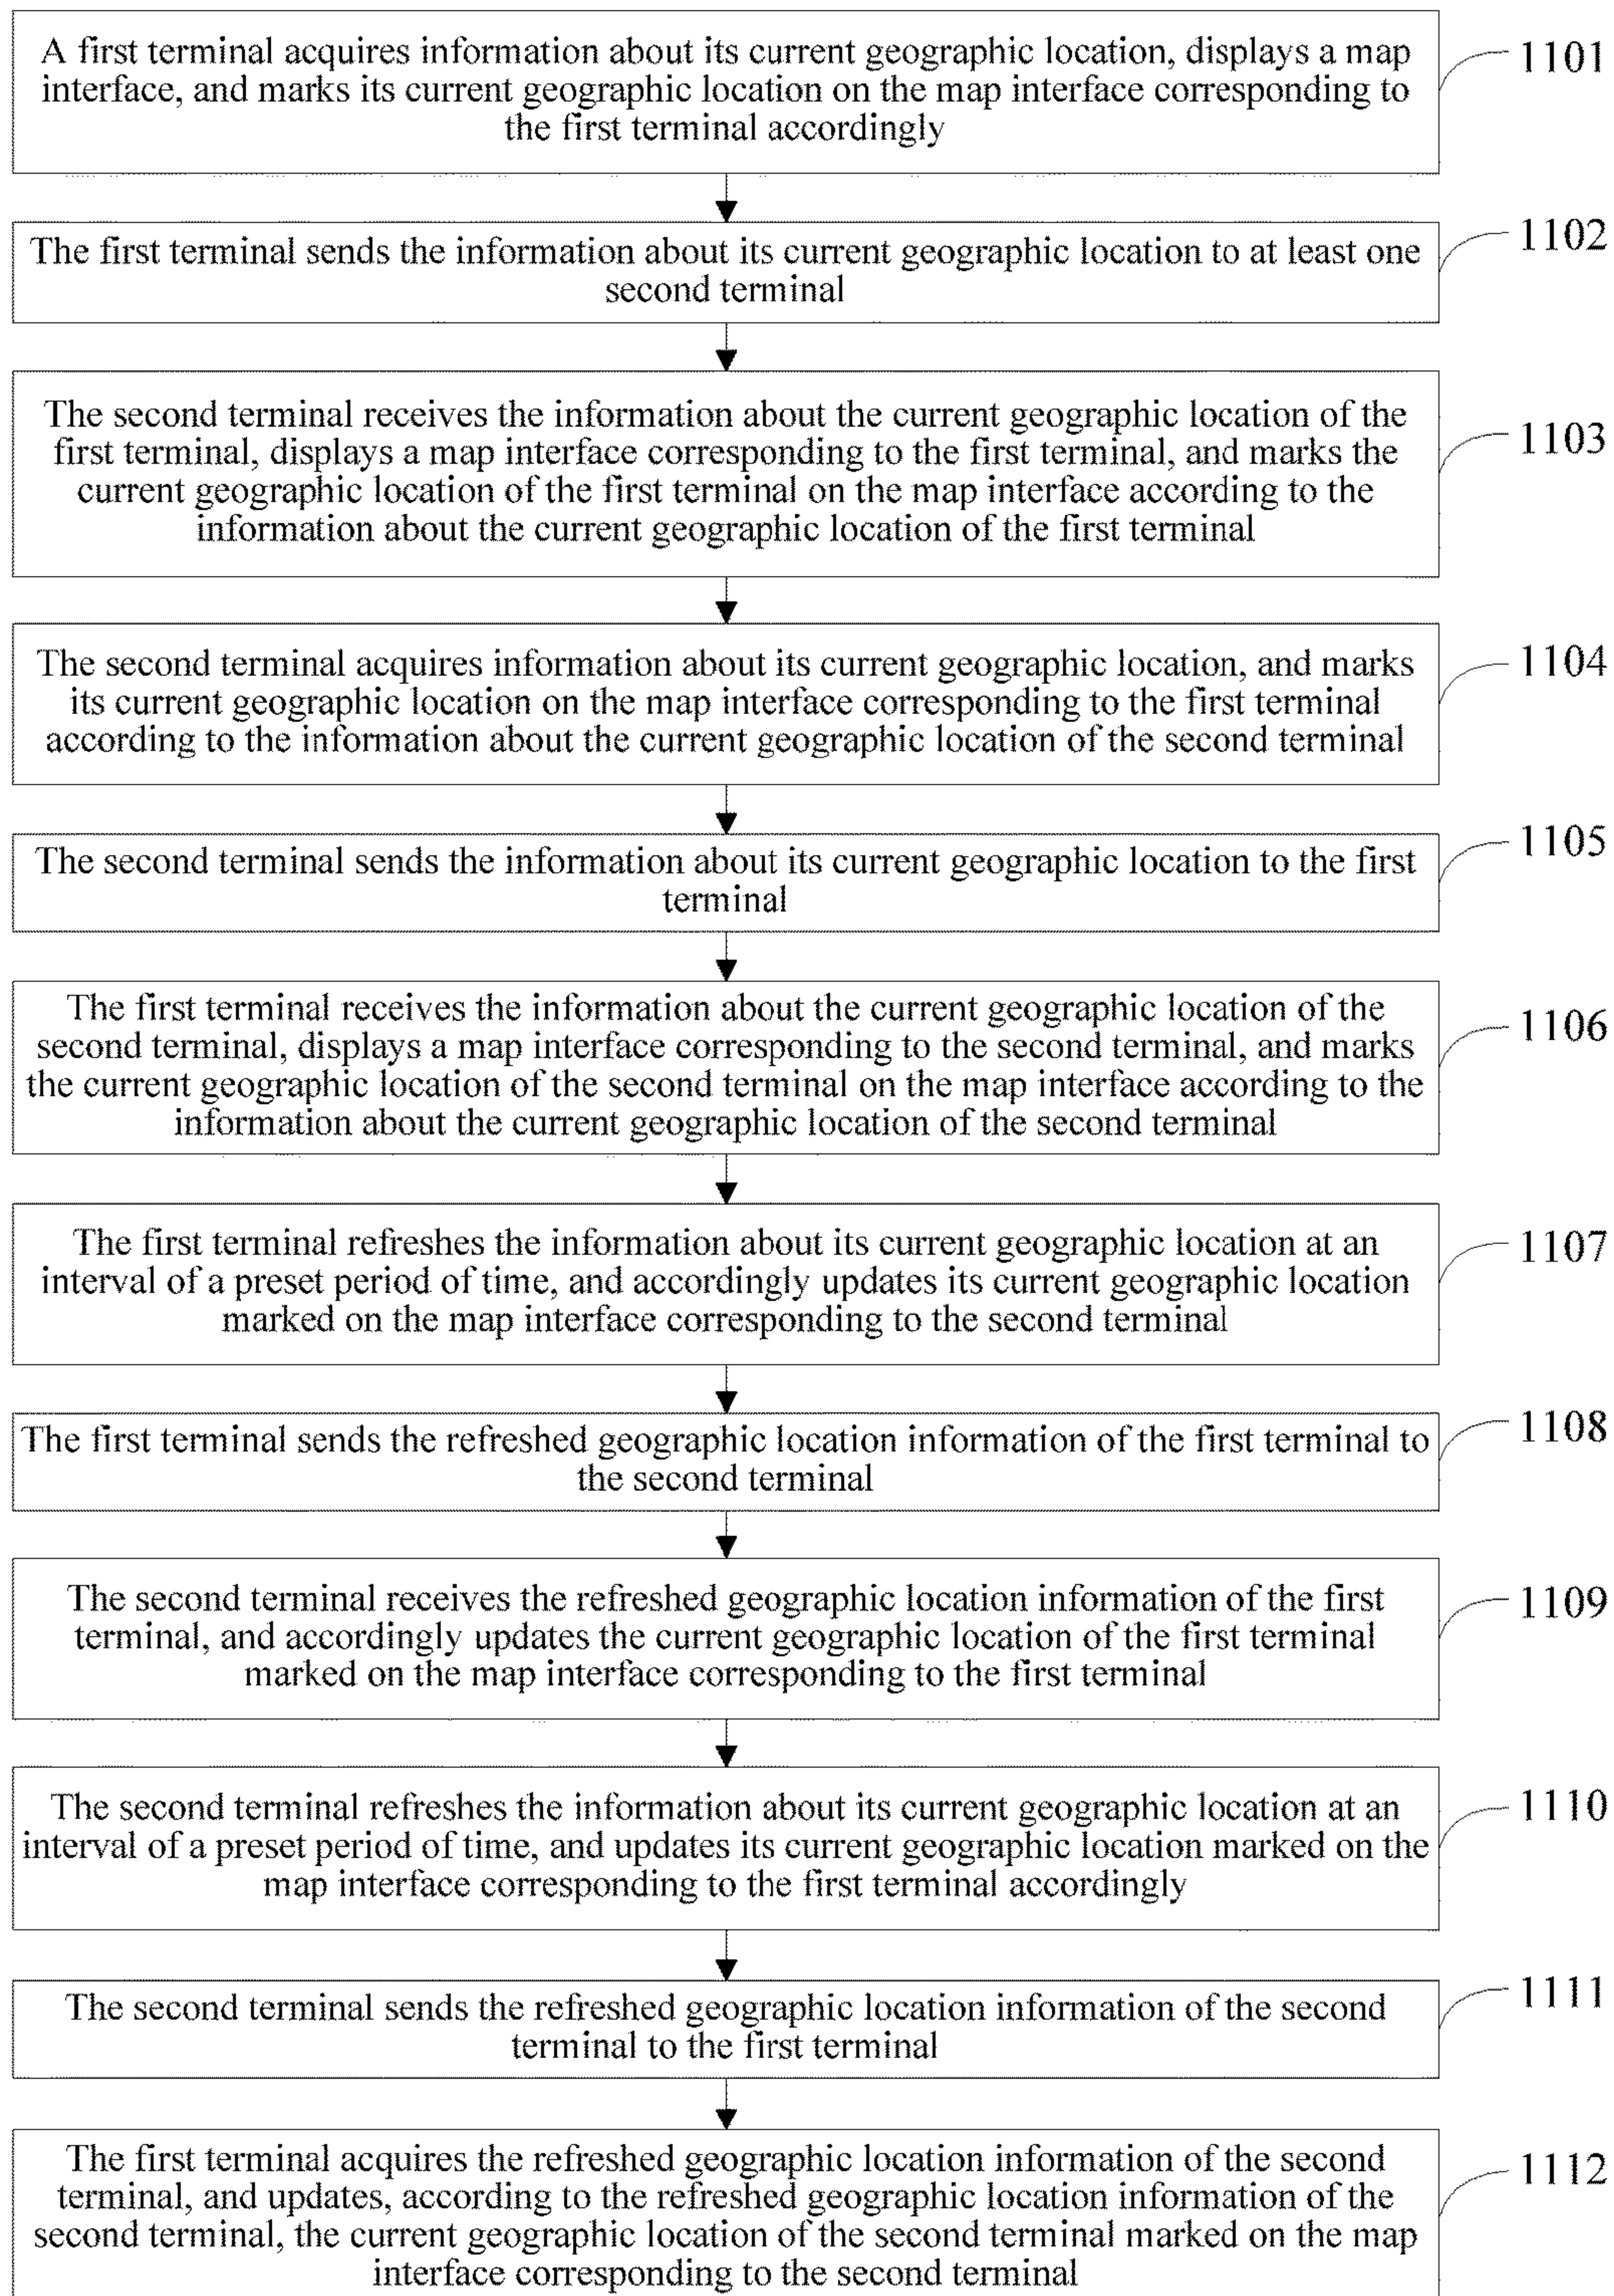 A first terminal acquires information about its current geographic location, displays a map
interface, and marks its current geographic location on the map interface corresponding to
the first terminal accordingly
1101
The first terminal sends the information about its current geographic location to at least one
second terminal
1102
The second terminal receives the information about the current geographic location of the
first terminal, displays a map interface corresponding to the first terminal, and marks the
current geographic location of the first terminal on the map interface according to the
information about the current geographic location of the first terminal
1103
The second terminal acquires information about its current geographic location, and marks
its current geographic location on the map interface corresponding to the first terminal
according to the information about the current geographic location of the second terminal
1104
The second terminal sends the information about its current geographic location to the first
terminal
1105
The first terminal receives the information about the current geographic location of the
second terminal, displays a map interface corresponding to the second terminal, and marks
the current geographic location of the second terminal on the map interface according to the
information about the current geographic location of the second terminal
1106
The first terminal refreshes the information about its current geographic location at an
interval of a preset period of time, and accordingly updates its current geographic location
marked on the map interface corresponding to the second terminal
1107
The first terminal sends the refreshed geographic location information of the first terminal to
the second terminal
1108
The second terminal receives the refreshed geographic location information of the first
terminal, and accordingly updates the current geographic location of the first terminal
marked on the map interface corresponding to the first terminal
1109
The second terminal refreshes the information about its current geographic location at an
interval of a preset period of time, and updates its current geographic location marked on the
map interface corresponding to the first terminal accordingly
1110
The second terminal sends the refreshed geographic location information of the second
terminal to the first terminal
1111
The first terminal acquires the refreshed geographic location information of the second
terminal, and updates, according to the refreshed geographic location information of the
second terminal, the current geographic location of the second terminal marked on the map
interface corresponding to the second terminal
1112